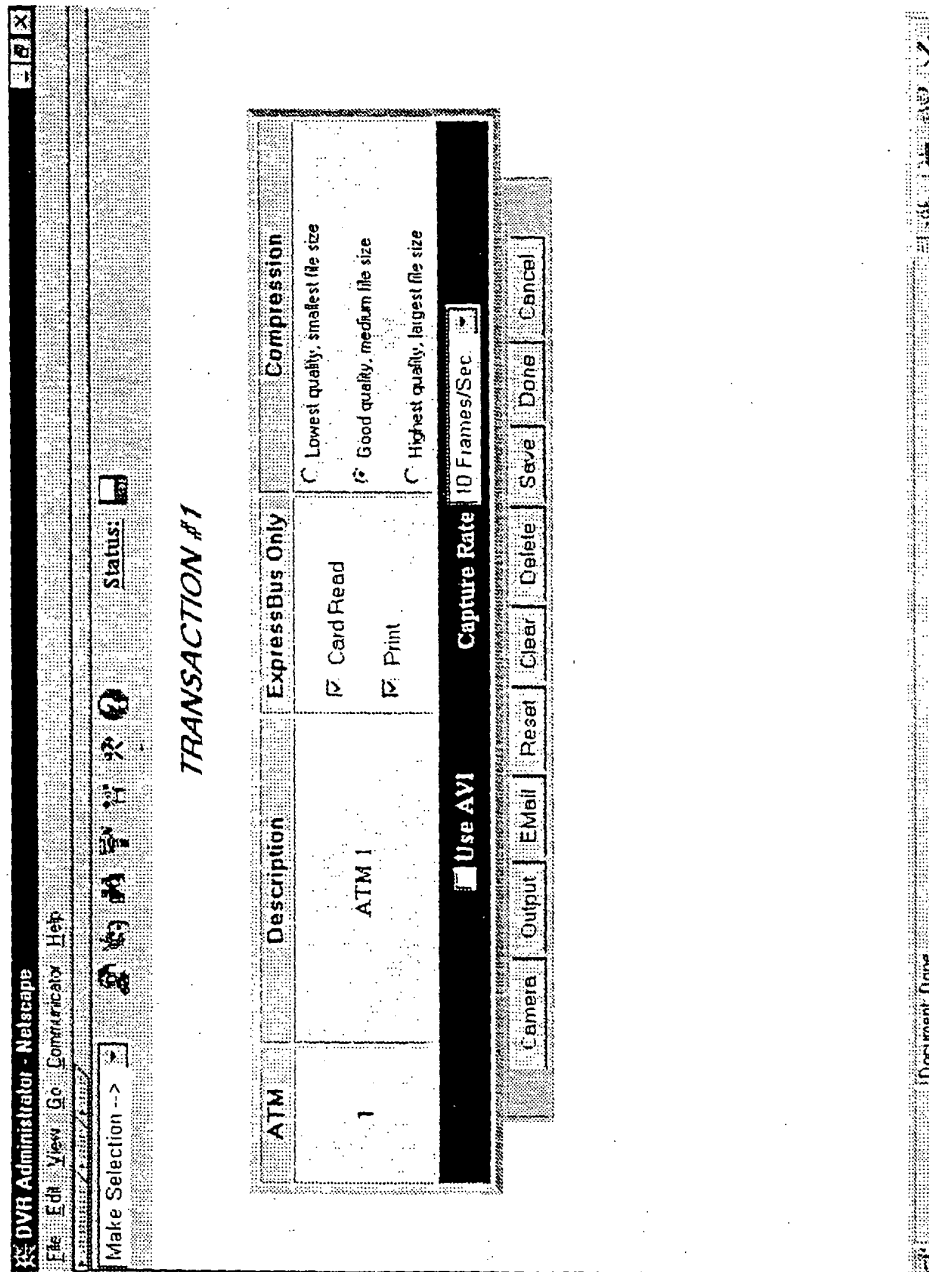 DVR Administrator - Netscape
File Edit View Go Communicator Help
Make Selection --> Status:
TRANSACTION #1
ATM Description ExpressBus Only Compression
1 ATM 1
Card Read
Print
Lowest quality, smallest file size
Good quality, medium file size
Highest quality, largest file size
Use AVI Capture Rate 10 Frames/Sec
Camera Output EMail Reset Clear Delete Save Done Cancel
Document: Done